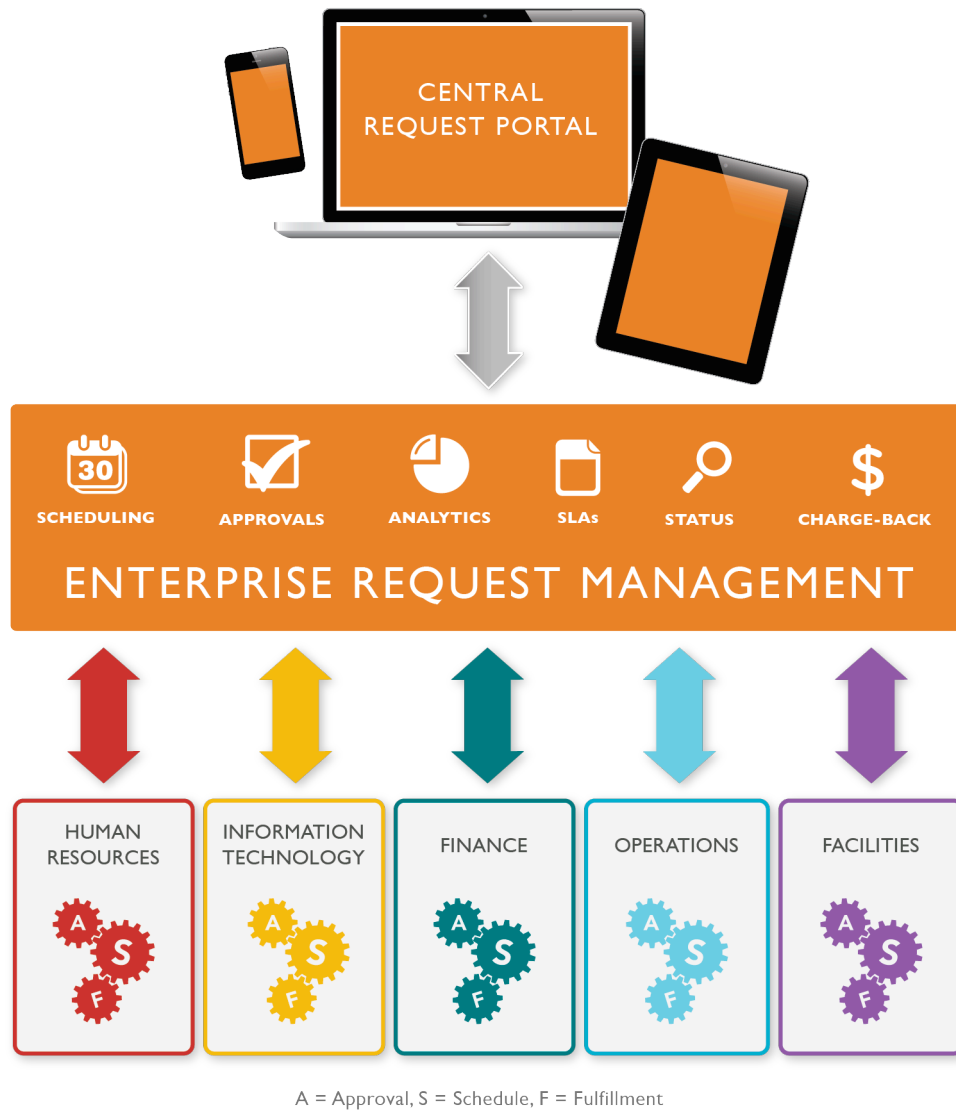 CENTRAL
REQUEST PORTAL
30
SCHEDULING
APPROVALS
ANALYTICS
SLAs
STATUS
$
CHARGE-BACK
ENTERPRISE REQUEST MANAGEMENT
HUMAN
RESOURCES
A
S
F
INFORMATION
TECHNOLOGY
A
S
F
FINANCE
A
S
F
OPERATIONS
A
S
F
FACILITIES
A
S
F
A = Approval, S = Schedule, F = Fulfillment